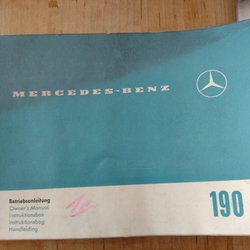 MERCEDES-BENZ
Betriebsanleitung
Owner's Manual
Instruktionsbok
Instruktionsbog
Handleiding
190